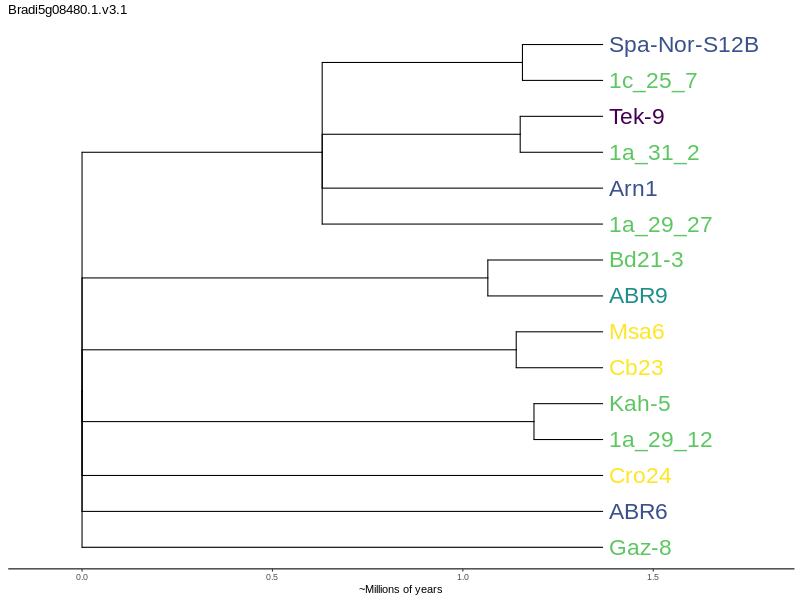 Bradi5g08480.1.v3.1
Spa-Nor-S12B
1c_25_7
Tek-9
1a_31_2
Arn1
1a_29_27
Bd21-3
ABR9
Msa6
Cb23
Kah-5
1a_29_12
Cro24
ABR6
Gaz-8
0.0 0.5 1.0 1.5
~Millions of years